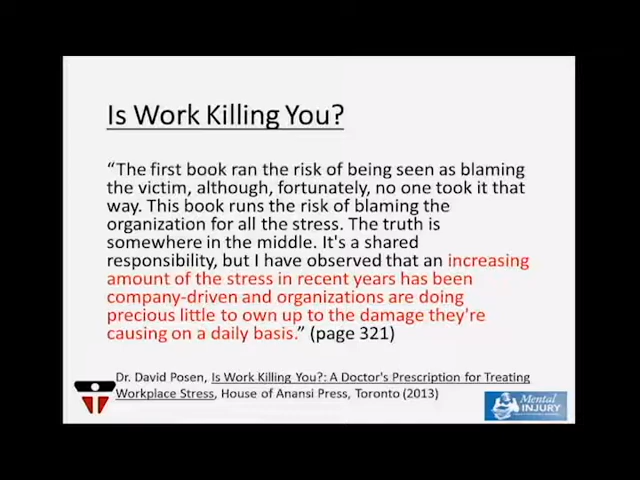 Is Work Killing You?
“The first book ran the risk of being seen as blaming
the victim, although, fortunately, no one took it that
way. This book runs the risk of blaming the
organization for all the stress. The truth is
somewhere in the middle. It's a shared
responsibility, but I have observed that an increasing
amount of the stress in recent years has been
company-driven and organizations are doing
precious little to own up to the damage they're
causing on a daily basis.” (page 321)
Dr. David Posen, Is Work Killing You?: A Doctor's Prescription for Treating
Workplace Stress, House of Anansi Press, Toronto (2013)
Mental
INJURY